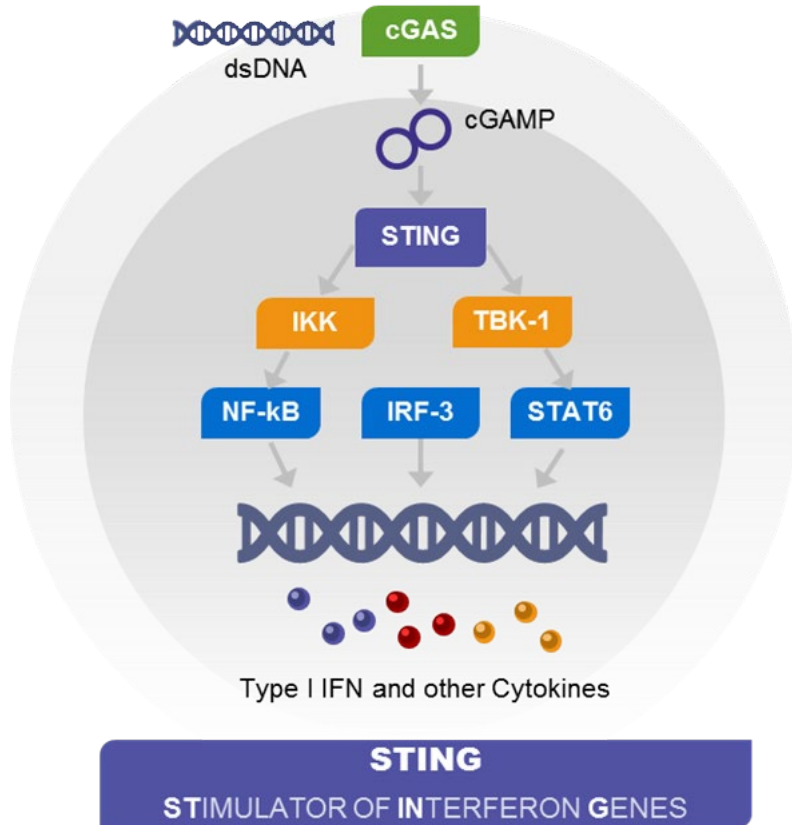 cGAS
dsDNA
cGAMP
STING
IKK
TBK-1
NF-kB
IRF-3
STAT6
Type I IFN and other Cytokines
STING
STIMULATOR OF INTERFERON GENES